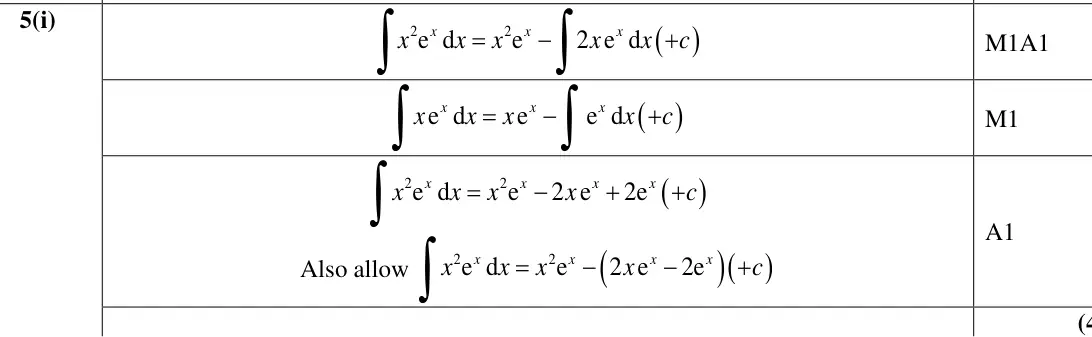 5(i)
∫ x²eˣ dx = x²eˣ − ∫ 2xeˣ dx (+c) M1A1
∫ xeˣ dx = xeˣ − ∫ eˣ dx (+c) M1
∫ x²eˣ dx = x²eˣ − 2xeˣ + 2eˣ (+c)
A1
Also allow ∫ x²eˣ dx = x²eˣ − (2xeˣ − 2eˣ)(+c)
(4